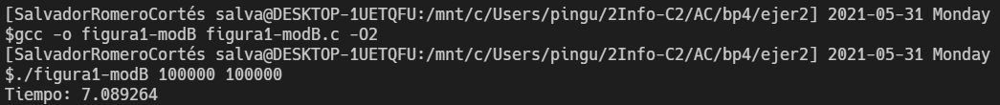 [SalvadorRomeroCortés salva@DESKTOP-1UETQFU:/mnt/c/Users/pingu/2Info-C2/AC/bp4/ejer2] 2021-05-31 Monday
$gcc -o figura1-modB figura1-modB.c -O2
[SalvadorRomeroCortés salva@DESKTOP-1UETQFU:/mnt/c/Users/pingu/2Info-C2/AC/bp4/ejer2] 2021-05-31 Monday
$./figura1-modB 100000 100000
Tiempo: 7.089264